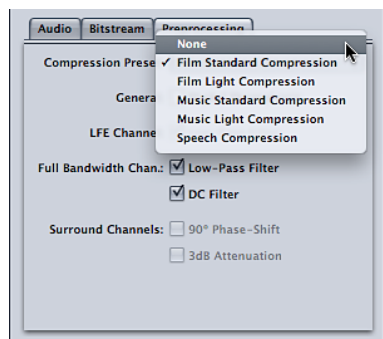 Audio Bitstream Preprocessing
None
Compression Prese ✓ Film Standard Compression
Film Light Compression
Genera Music Standard Compression
Music Light Compression
LFE Channe Speech Compression
Full Bandwidth Chan.: Low-Pass Filter
DC Filter
Surround Channels: 90° Phase-Shift
3dB Attenuation